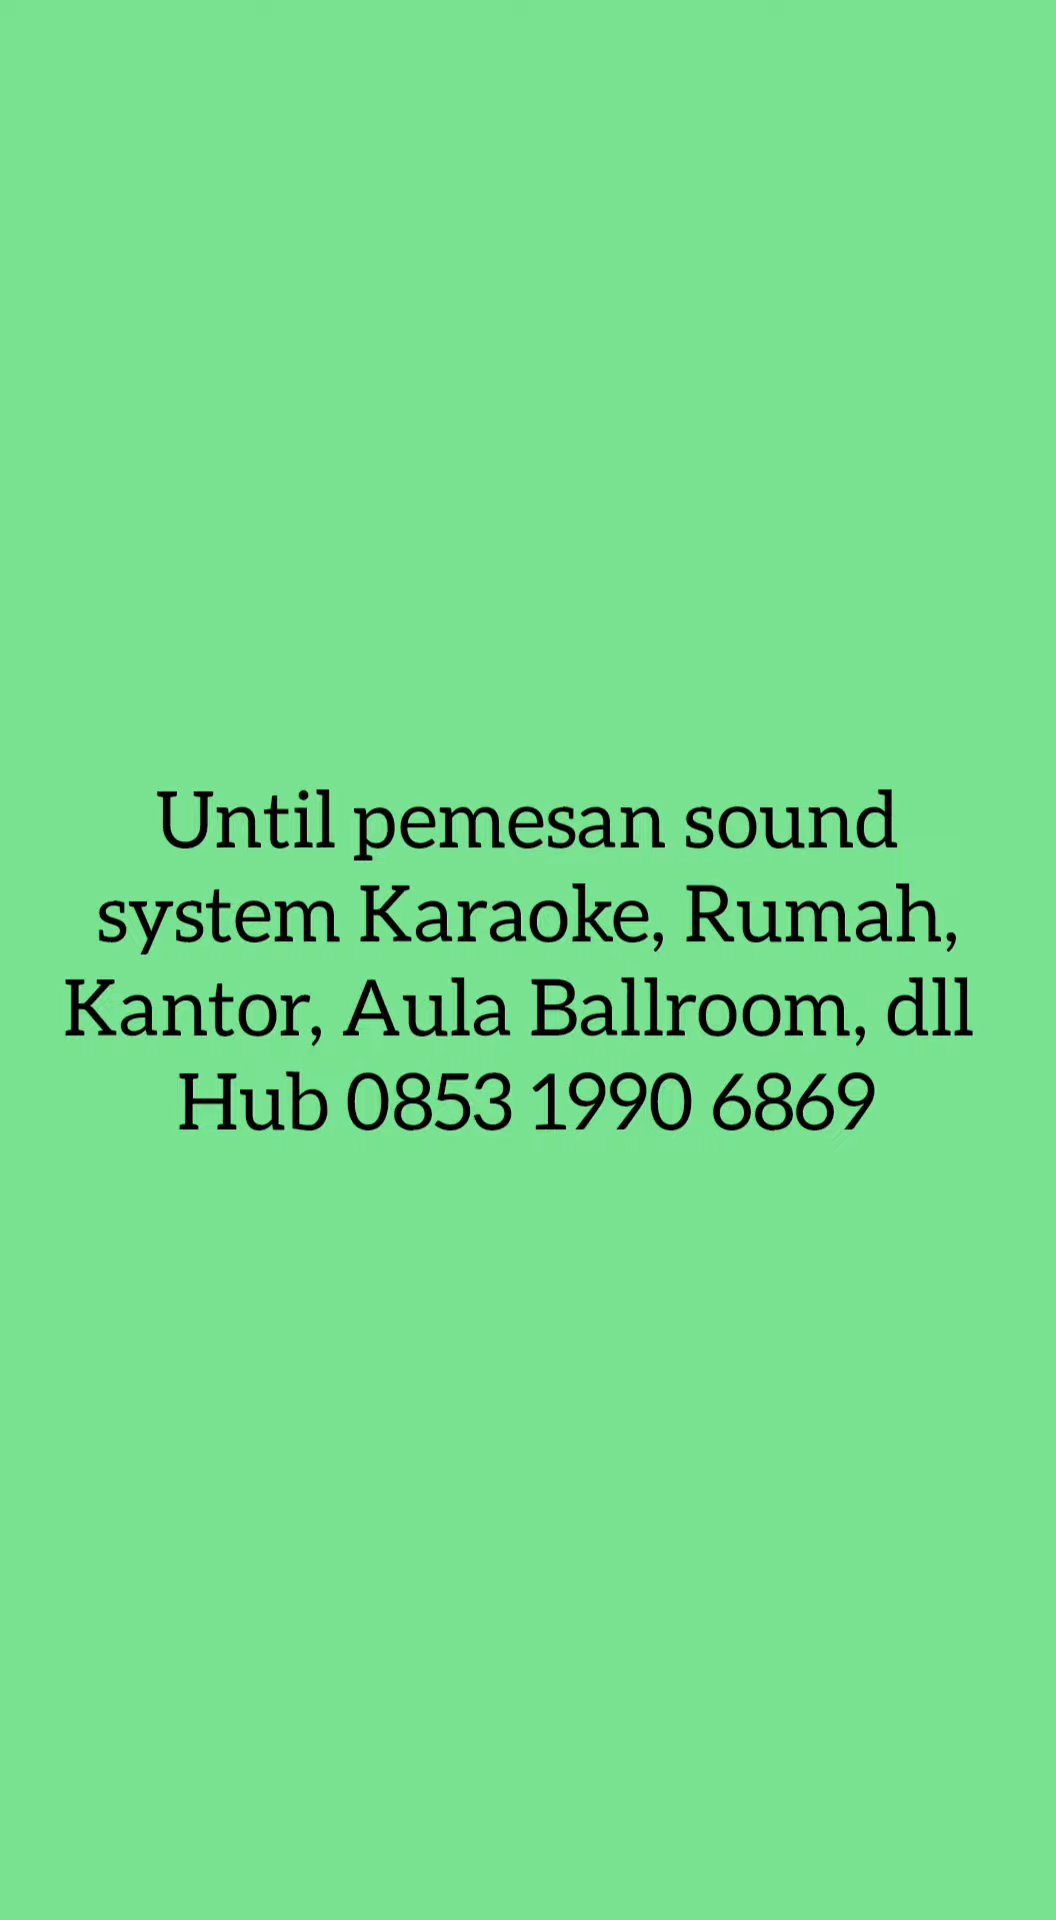 Until pemesan sound
system Karaoke, Rumah,
Kantor, Aula Ballroom, dll
Hub 0853 1990 6869